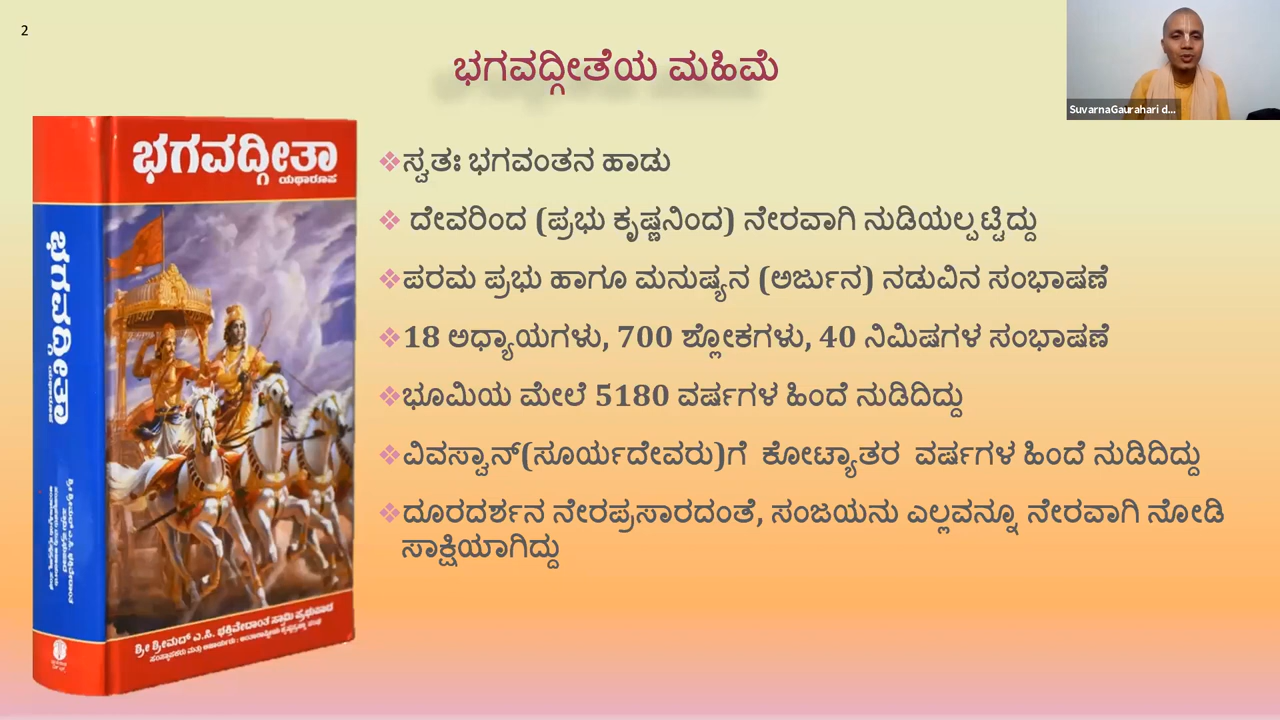 2
ಭಗವದ್ಗೀತೆಯ ಮಹಿಮೆ
SuvarnaGaurahari d...
ಭಗವದ್ಗೀತಾ
ಯಥಾರೂಪ
ಭಗವದ್ಗೀತಾ
ಯಥಾರೂಪ
❖ಸ್ವತಃ ಭಗವಂತನ ಹಾಡು
❖ ದೇವರಿಂದ (ಪ್ರಭು ಕೃಷ್ಣನಿಂದ) ನೇರವಾಗಿ ನುಡಿಯಲ್ಪಟ್ಟಿದ್ದು
❖ಪರಮ ಪ್ರಭು ಹಾಗೂ ಮನುಷ್ಯನ (ಅರ್ಜುನ) ನಡುವಿನ ಸಂಭಾಷಣೆ
❖18 ಅಧ್ಯಾಯಗಳು, 700 ಶ್ಲೋಕಗಳು, 40 ನಿಮಿಷಗಳ ಸಂಭಾಷಣೆ
❖ಭೂಮಿಯ ಮೇಲೆ 5180 ವರ್ಷಗಳ ಹಿಂದೆ ನುಡಿದಿದ್ದು
❖ವಿವಸ್ವಾನ್(ಸೂರ್ಯದೇವರು)ಗೆ ಕೋಟ್ಯಾತರ ವರ್ಷಗಳ ಹಿಂದೆ ನುಡಿದಿದ್ದು
❖ದೂರದರ್ಶನ ನೇರಪ್ರಸಾರದಂತೆ, ಸಂಜಯನು ಎಲ್ಲವನ್ನೂ ನೇರವಾಗಿ ನೋಡಿ
ಸಾಕ್ಷಿಯಾಗಿದ್ದು
ಶ್ರೀ ಶ್ರೀಮದ್ ಎ.ಸಿ. ಭಕ್ತಿವೇದಾಂತ ಸ್ವಾಮಿ ಪ್ರಭುಪಾದ